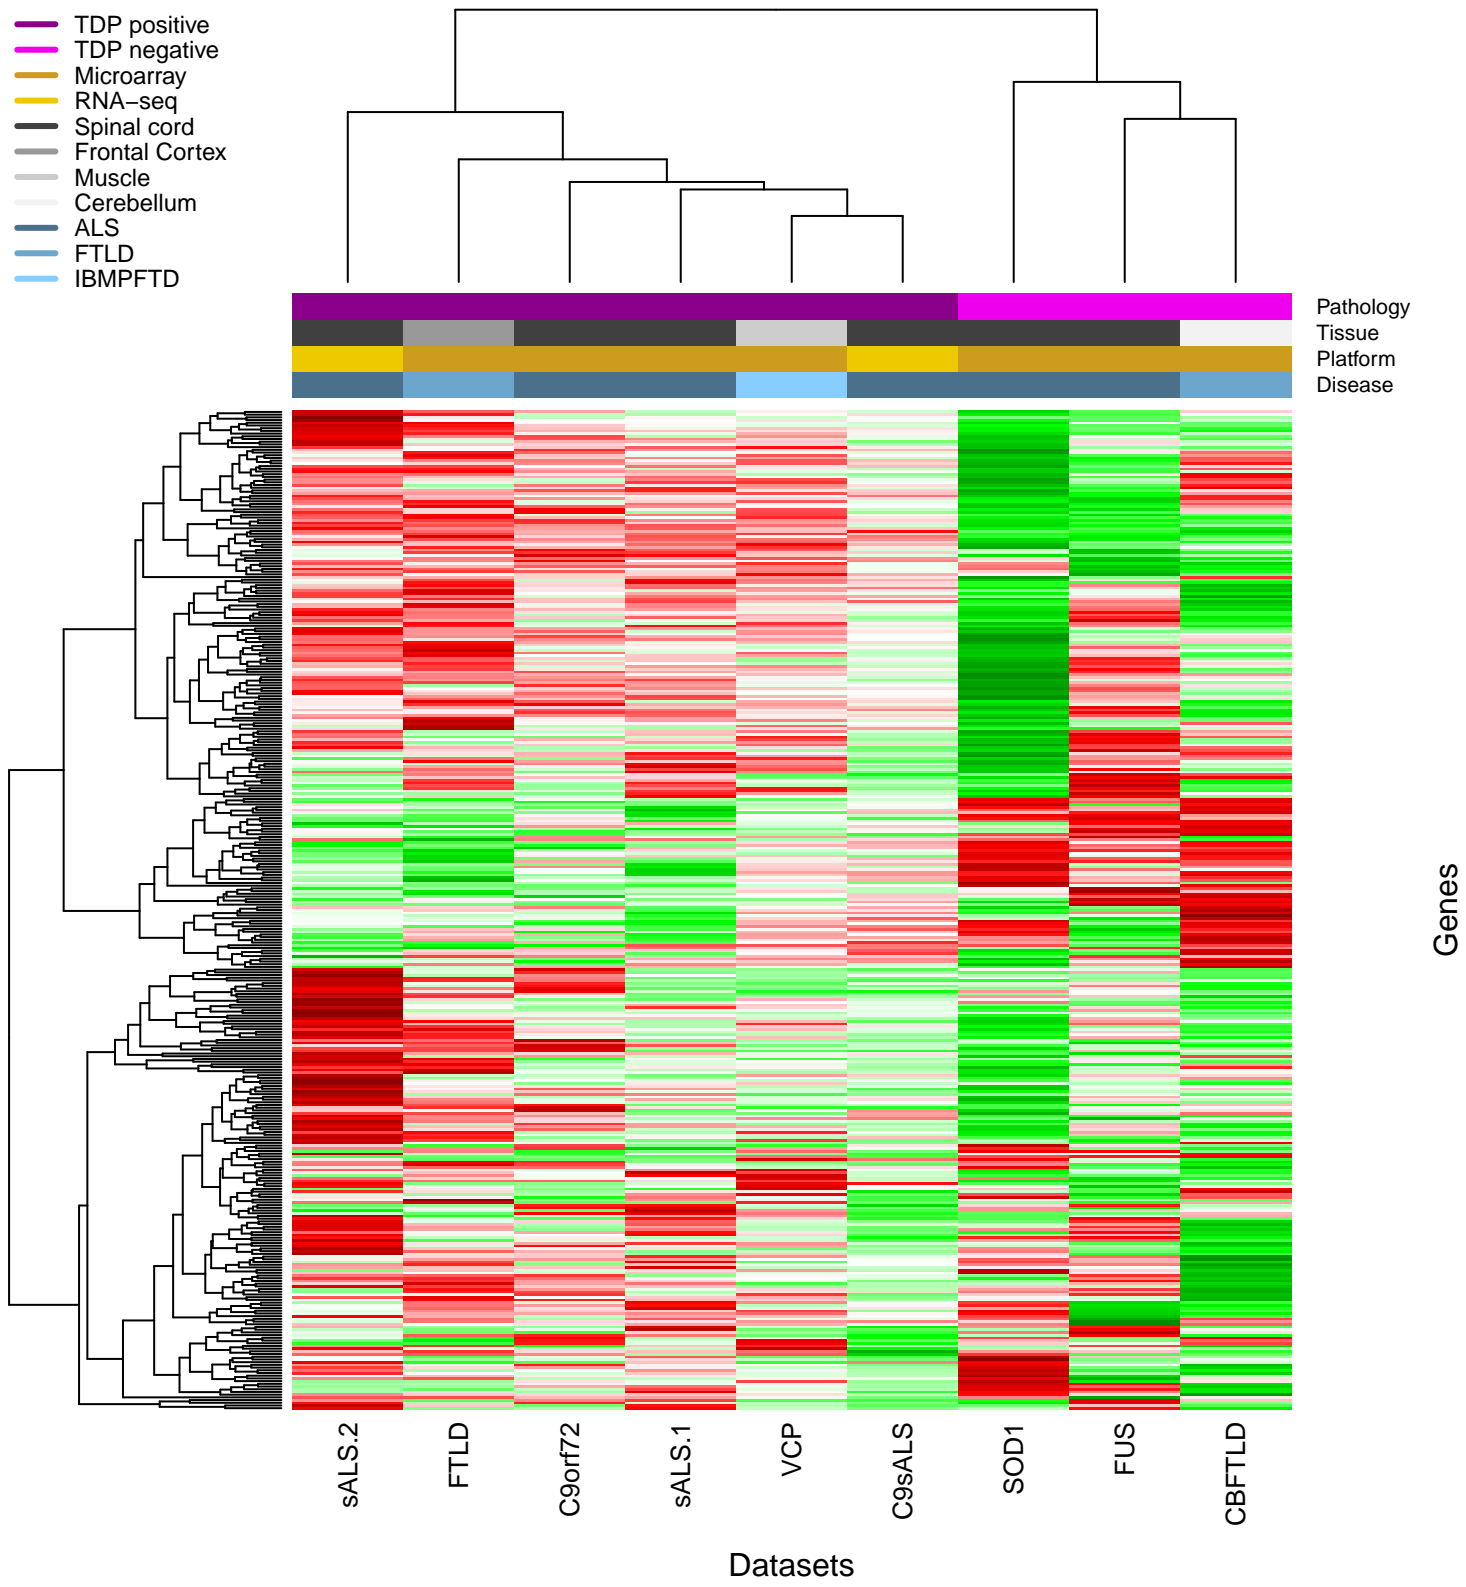 TDP positive
TDP negative
Microarray
RNA−seq
Spinal cord
Frontal Cortex
Muscle
Cerebellum
ALS
FTLD
IBMPFTD
Pathology
Tissue
Platform
Disease
Genes
sALS.2
FTLD
C9orf72
sALS.1
VCP
C9sALS
SOD1
FUS
CBFTLD
Datasets